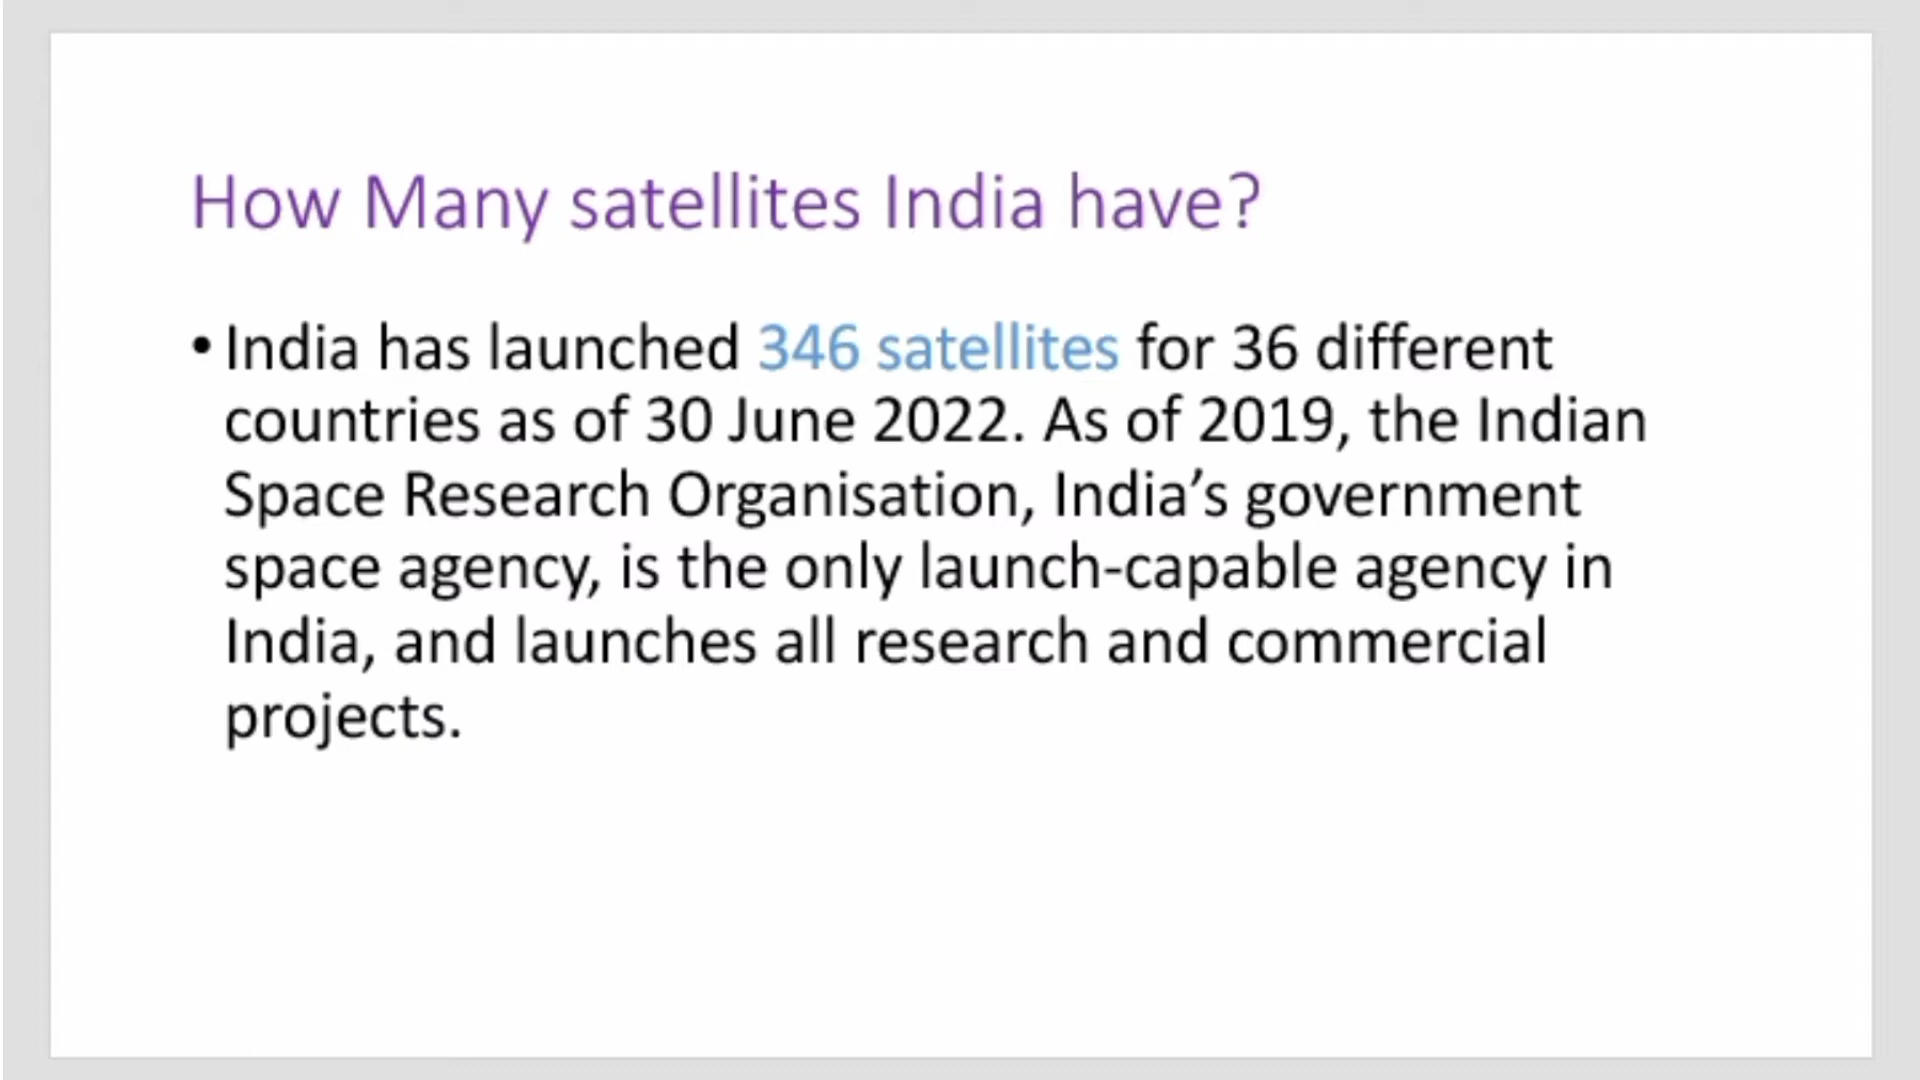 How Many satellites India have?
• India has launched 346 satellites for 36 different
countries as of 30 June 2022. As of 2019, the Indian
Space Research Organisation, India’s government
space agency, is the only launch-capable agency in
India, and launches all research and commercial
projects.